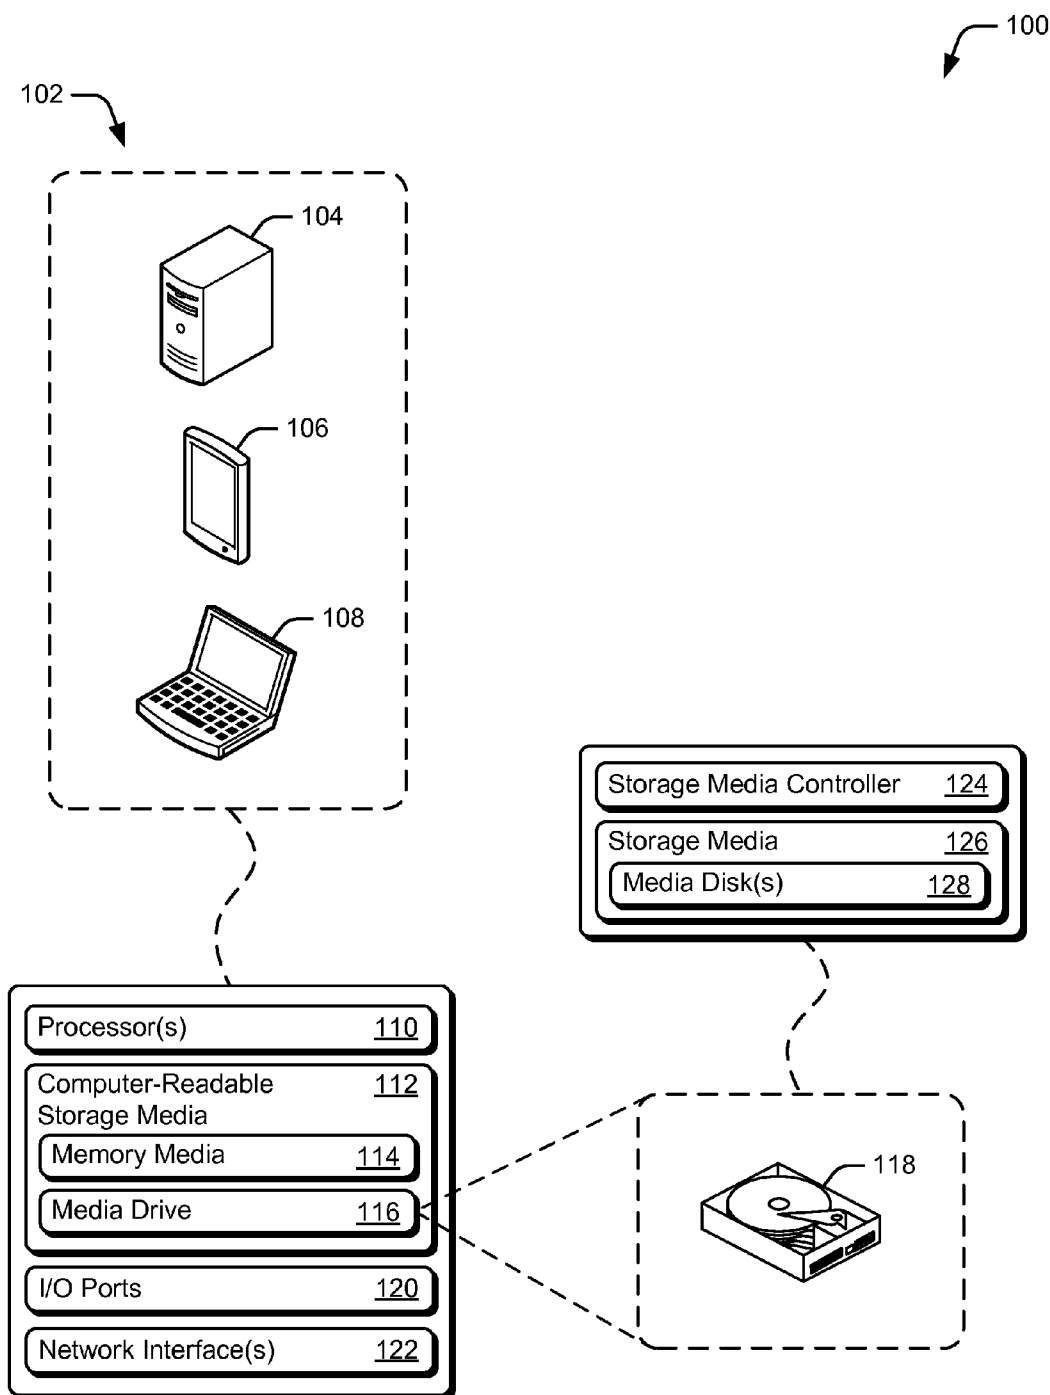 100
102
104
106
108
Storage Media Controller 124
Storage Media 126
Media Disk(s) 128
Processor(s) 110
Computer-Readable 112
Storage Media
Memory Media 114
Media Drive 116
118
I/O Ports 120
Network Interface(s) 122